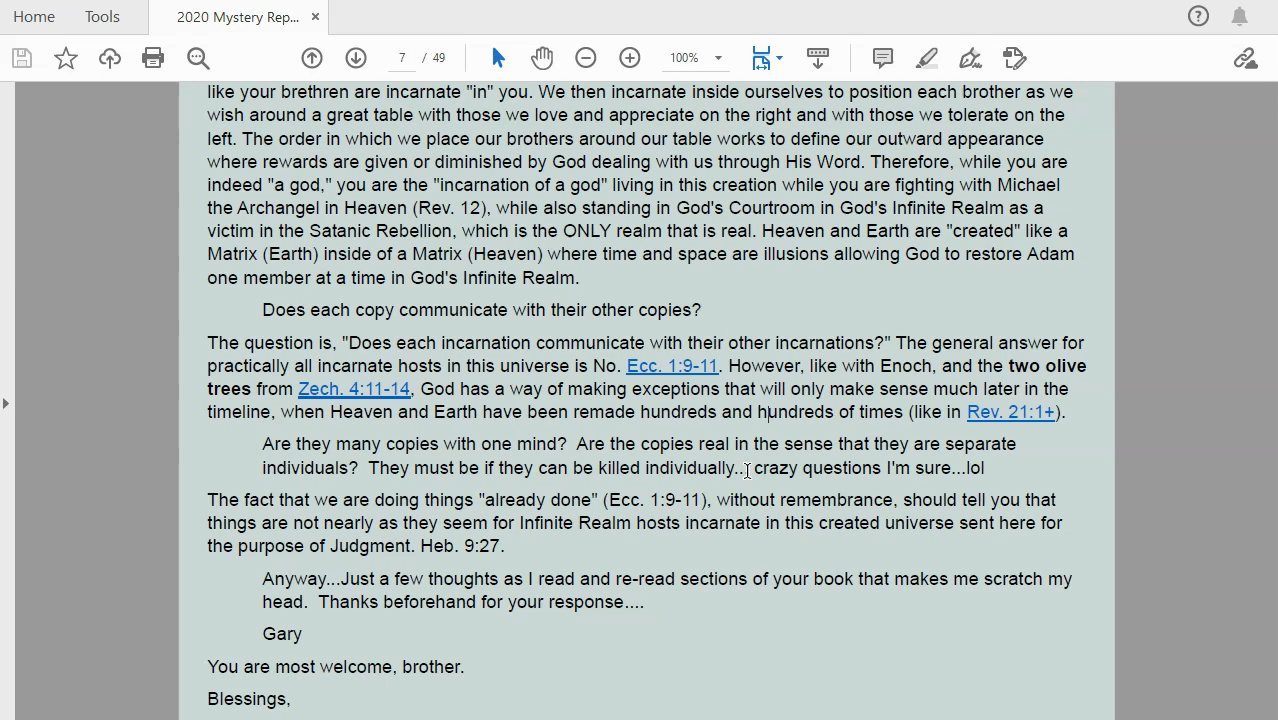 Home Tools 2020 Mystery Rep... ×
7 / 49 100%
like your brethren are incarnate "in" you. We then incarnate inside ourselves to position each brother as we
wish around a great table with those we love and appreciate on the right and with those we tolerate on the
left. The order in which we place our brothers around our table works to define our outward appearance
where rewards are given or diminished by God dealing with us through His Word. Therefore, while you are
indeed "a god," you are the "incarnation of a god" living in this creation while you are fighting with Michael
the Archangel in Heaven (Rev. 12), while also standing in God's Courtroom in God's Infinite Realm as a
victim in the Satanic Rebellion, which is the ONLY realm that is real. Heaven and Earth are "created" like a
Matrix (Earth) inside of a Matrix (Heaven) where time and space are illusions allowing God to restore Adam
one member at a time in God's Infinite Realm.
Does each copy communicate with their other copies?
The question is, "Does each incarnation communicate with their other incarnations?" The general answer for
practically all incarnate hosts in this universe is No. Ecc. 1:9-11. However, like with Enoch, and the two olive
trees from Zech. 4:11-14, God has a way of making exceptions that will only make sense much later in the
timeline, when Heaven and Earth have been remade hundreds and hundreds of times (like in Rev. 21:1+).
Are they many copies with one mind?  Are the copies real in the sense that they are separate
individuals?  They must be if they can be killed individually... crazy questions I'm sure...lol
The fact that we are doing things "already done" (Ecc. 1:9-11), without remembrance, should tell you that
things are not nearly as they seem for Infinite Realm hosts incarnate in this created universe sent here for
the purpose of Judgment. Heb. 9:27.
Anyway...Just a few thoughts as I read and re-read sections of your book that makes me scratch my
head.  Thanks beforehand for your response....
Gary
You are most welcome, brother.
Blessings,